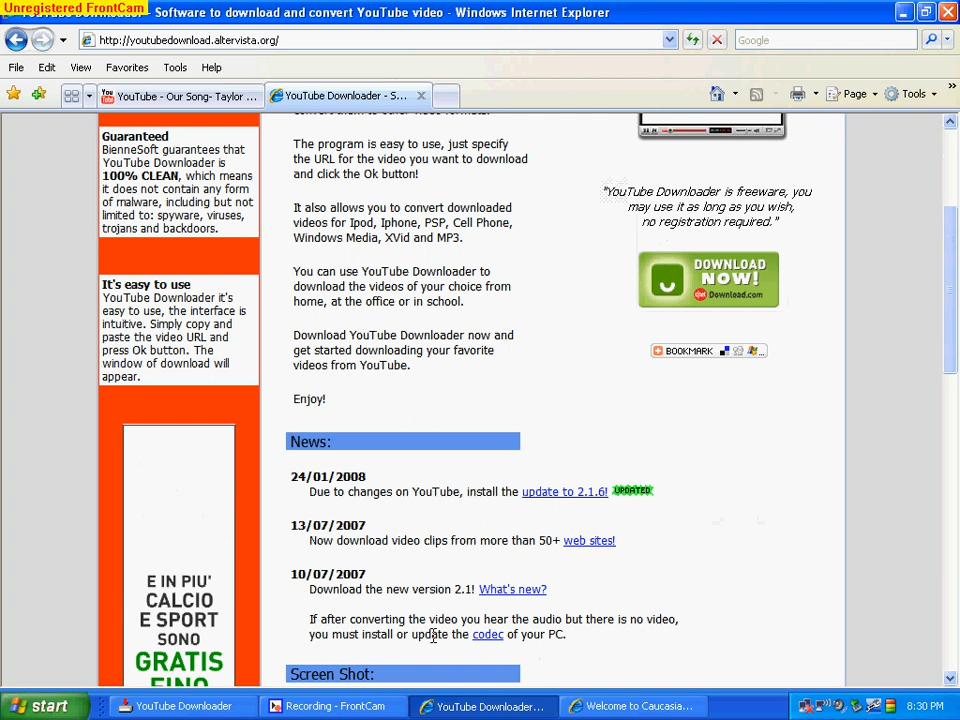 Unregistered FrontCam
YouTube Downloader - Software to download and convert YouTube video - Windows Internet Explorer
http://youtubedownload.altervista.org/
Google
File Edit View Favorites Tools Help
YouTube - Our Song- Taylor ...
YouTube Downloader - S...
Page Tools
Guaranteed
BienneSoft guarantees that
YouTube Downloader is
100% CLEAN, which means
it does not contain any form
of malware, including but not
limited to: spyware, viruses,
trojans and backdoors.
It's easy to use
YouTube Downloader it's
easy to use, the interface is
intuitive. Simply copy and
paste the video URL and
press Ok button. The
window of download will
appear.
E IN PIU'
CALCIO
E SPORT
SONO
GRATIS
FINO
convert them to other video formats.
The program is easy to use, just specify
the URL for the video you want to download
and click the Ok button!
It also allows you to convert downloaded
videos for Ipod, Iphone, PSP, Cell Phone,
Windows Media, XVid and MP3.
You can use YouTube Downloader to
download the videos of your choice from
home, at the office or in school.
Download YouTube Downloader now and
get started downloading your favorite
videos from YouTube.
Enjoy!
"YouTube Downloader is freeware, you
may use it as long as you wish,
no registration required."
DOWNLOAD
NOW!
c|net Download.com
BOOKMARK
News:
24/01/2008
Due to changes on YouTube, install the update to 2.1.6! UPDATED
13/07/2007
Now download video clips from more than 50+ web sites!
10/07/2007
Download the new version 2.1! What's new?
If after converting the video you hear the audio but there is no video,
you must install or update the codec of your PC.
Screen Shot:
start
YouTube Downloader
Recording - FrontCam
YouTube Downloader...
Welcome to Caucasia...
8:30 PM